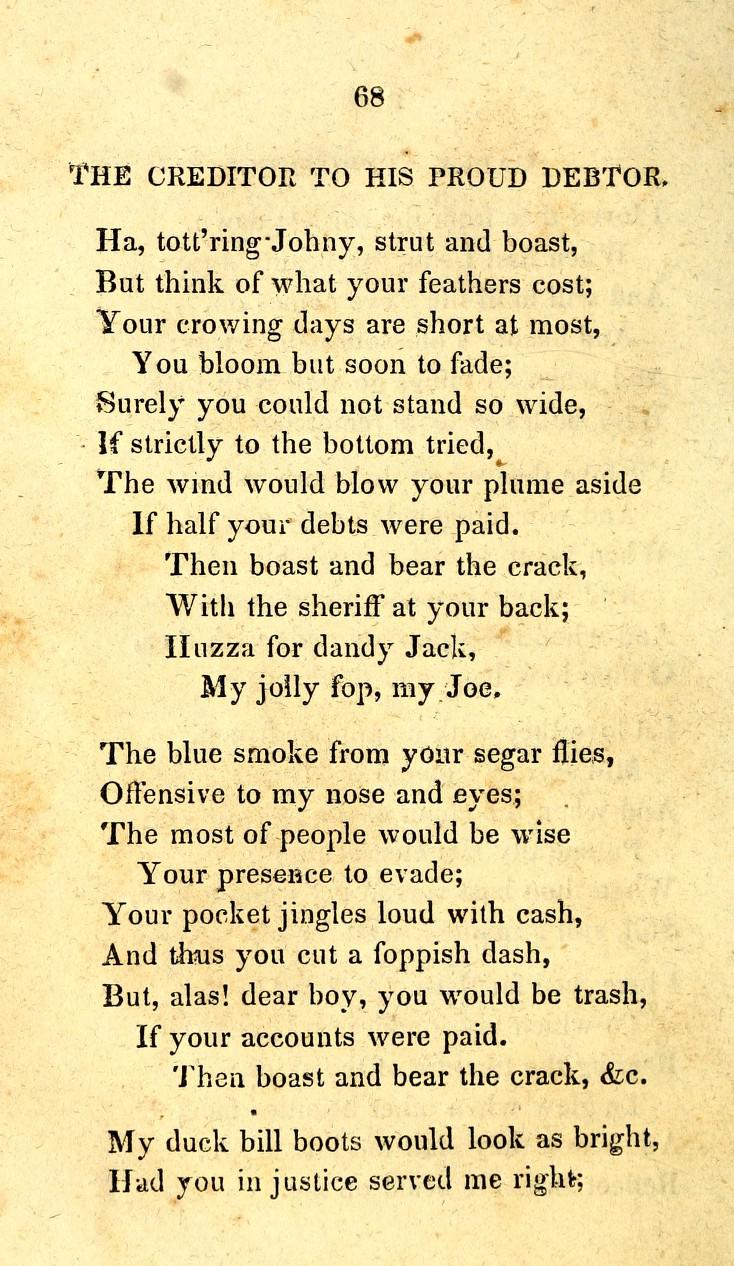 68
THE CREDITOR TO HIS PROUD DEBTOR.
Ha, tott'ring Johny, strut and boast,
But think of what your feathers cost;
Your crowing days are short at most,
You bloom but soon to fade;
Surely you could not stand so wide,
If strictly to the bottom tried,
The wind would blow your plume aside
If half your debts were paid.
Then boast and bear the crack,
With the sheriff at your back;
Huzza for dandy Jack,
My jolly fop, my Joe.
The blue smoke from your segar flies,
Offensive to my nose and eyes;
The most of people would be wise
Your presence to evade;
Your pocket jingles loud with cash,
And thus you cut a foppish dash,
But, alas! dear boy, you would be trash,
If your accounts were paid.
Then boast and bear the crack, &c.
My duck bill boots would look as bright,
Had you in justice served me right;